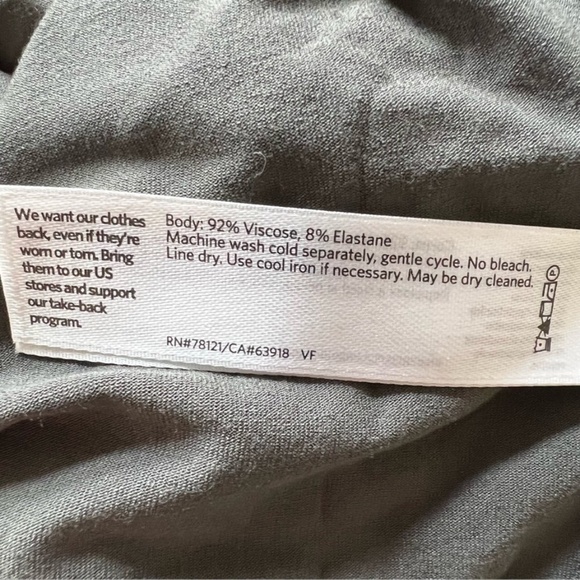 We want our clothes
back, even if they're
worn or torn. Bring
them to our US
stores and support
our take-back
program.
Body: 92% Viscose, 8% Elastane
Machine wash cold separately, gentle cycle. No bleach.
Line dry. Use cool iron if necessary. May be dry cleaned.
RN#78121/CA#63918 VF